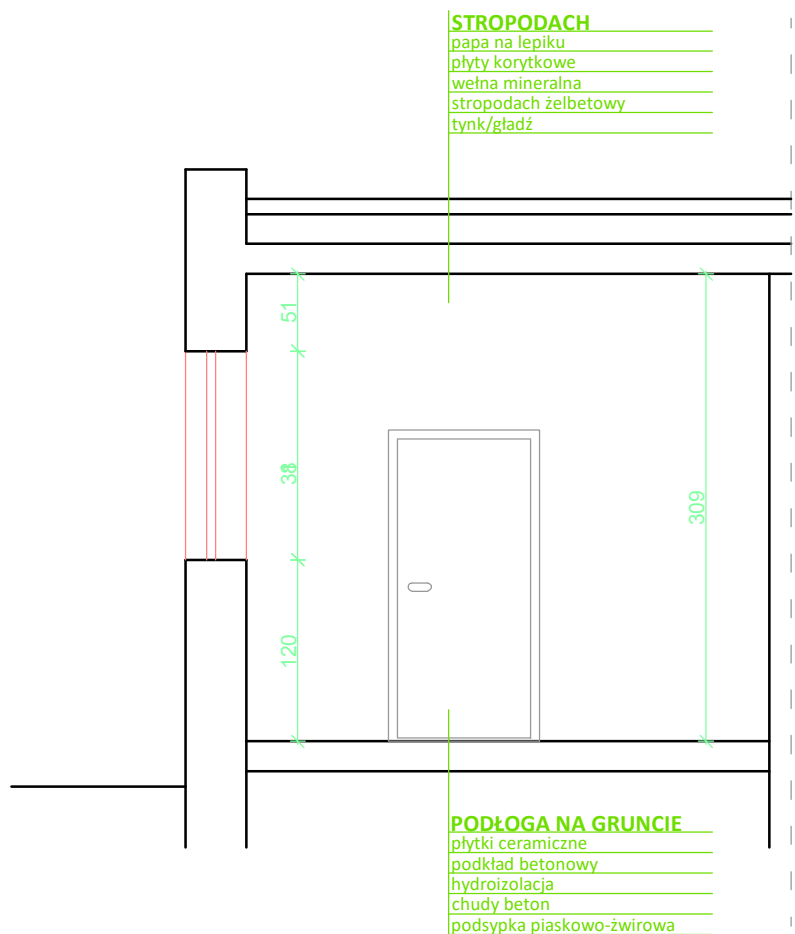 STROPODACH
papa na lepiku
płyty korytkowe
wełna mineralna
stropodach żelbetowy
tynk/gładź
51
309
120
PODŁOGA NA GRUNCIE
płytki ceramiczne
podkład betonowy
hydroizolacja
chudy beton
podsypka piaskowo-żwirowa